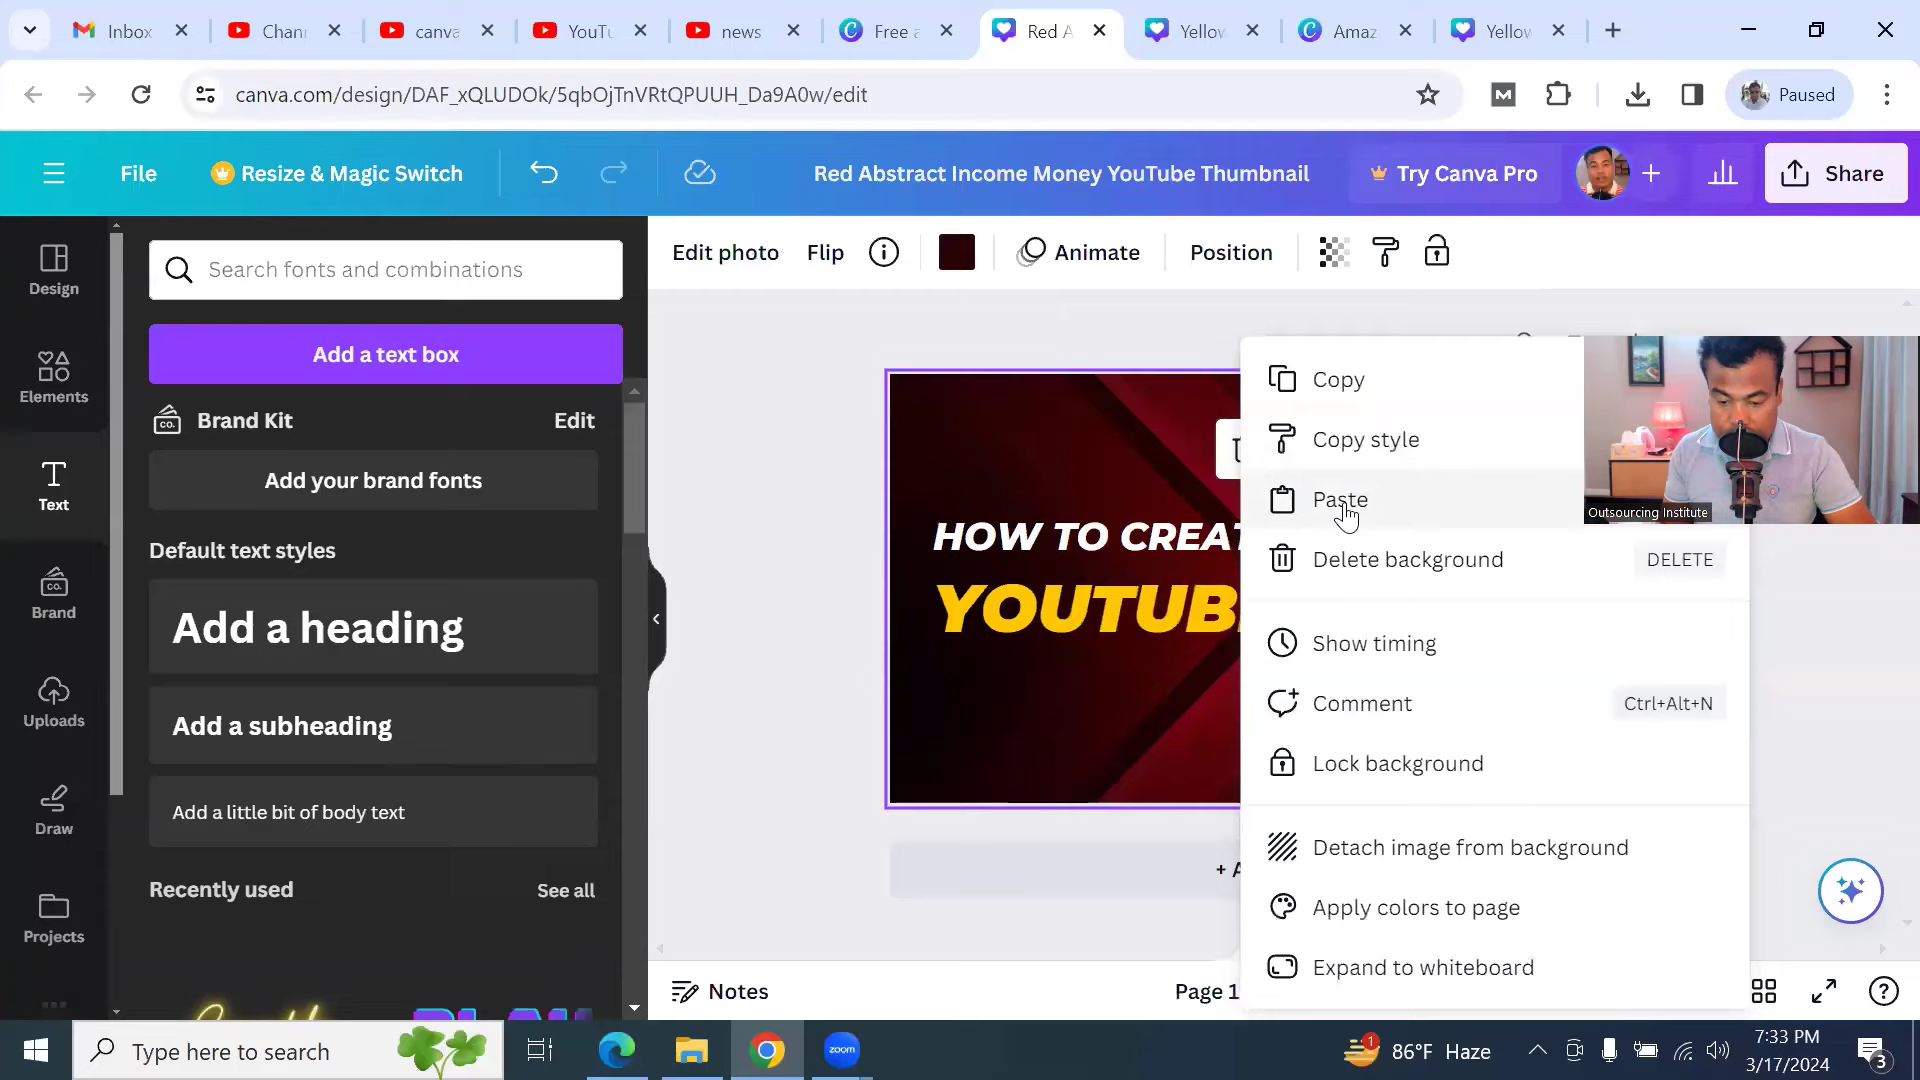 Inbox
Chann
canva
YouTu
news
Free a
Red A
Yellow
Amaz
Yellow
canva.com/design/DAF_xQLUDOk/5qbOjTnVRtQPUUH_Da9A0w/edit
Paused
File
Resize & Magic Switch
Red Abstract Income Money YouTube Thumbnail
Try Canva Pro
Share
Design
Elements
Text
Brand
Uploads
Draw
Projects
Search fonts and combinations
Add a text box
Brand Kit
Edit
Add your brand fonts
Default text styles
Add a heading
Add a subheading
Add a little bit of body text
Recently used
See all
Edit photo
Flip
Animate
Position
HOW TO CREAT
YOUTUB
Copy
Copy style
Paste
Delete background
DELETE
Show timing
Comment
Ctrl+Alt+N
Lock background
Detach image from background
Apply colors to page
Expand to whiteboard
Outsourcing Institute
+ A
Notes
Page 1
Type here to search
zoom
1
86°F Haze
7:33 PM
3/17/2024
3